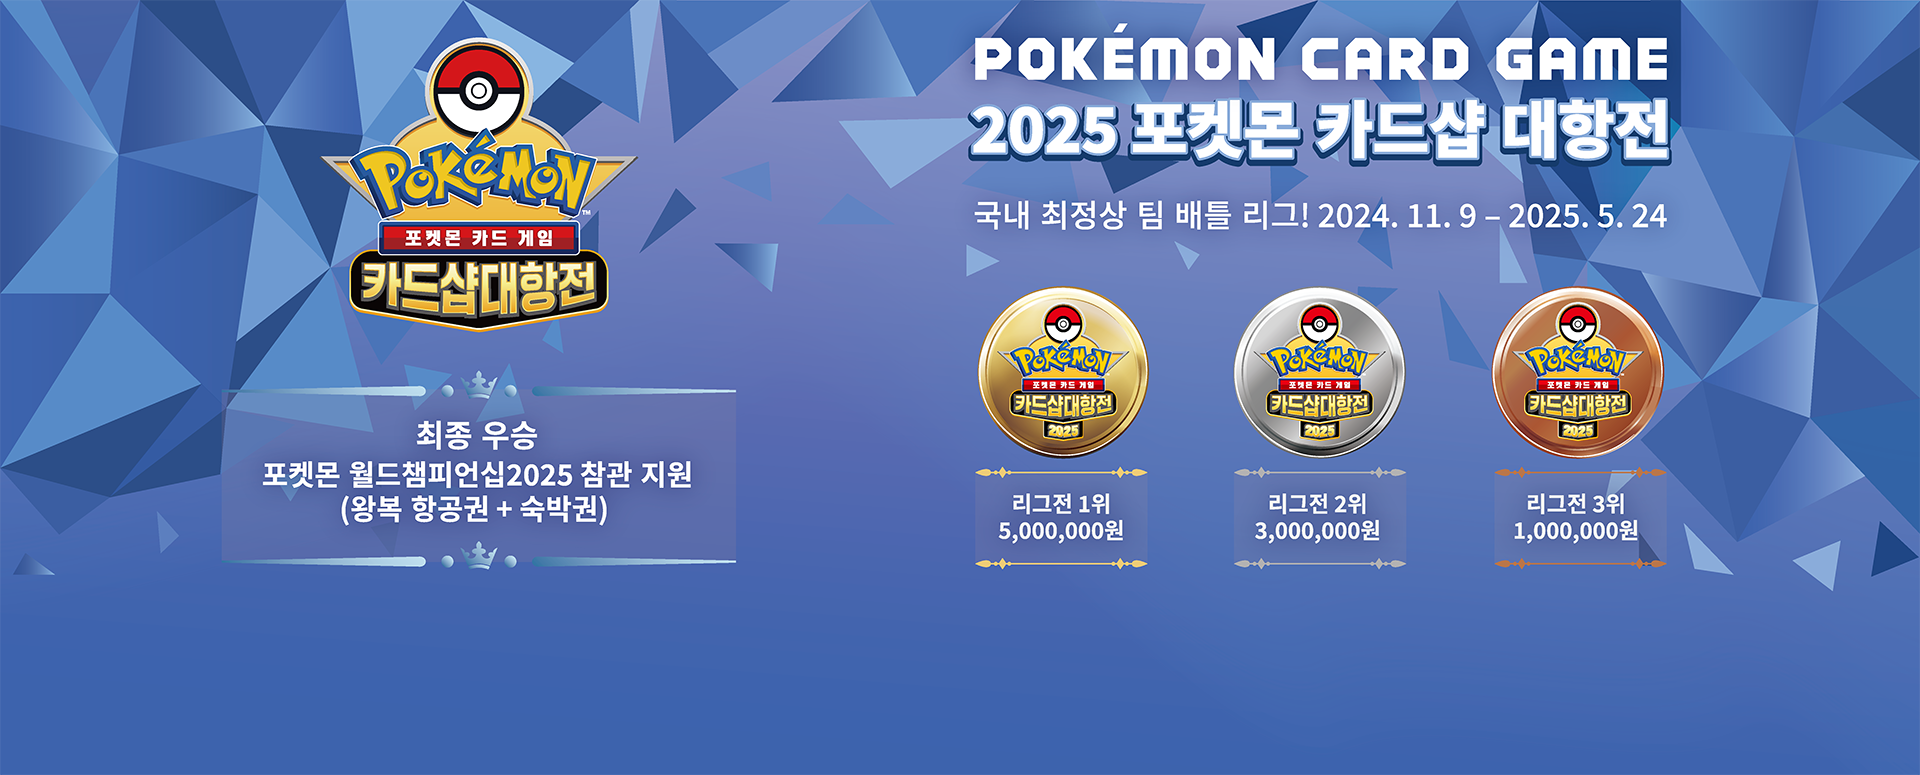 POKÉMON
TM
포켓몬 카드 게임
카드샵대항전
최종 우승
포켓몬 월드챔피언십2025 참관 지원
(왕복 항공권 + 숙박권)
POKÉMON CARD GAME
2025 포켓몬 카드샵 대항전
국내 최정상 팀 배틀 리그! 2024. 11. 9 – 2025. 5. 24
POKÉMON
포켓몬 카드 게임
카드샵대항전
2025
리그전 1위
5,000,000원
POKÉMON
포켓몬 카드 게임
카드샵대항전
2025
리그전 2위
3,000,000원
POKÉMON
포켓몬 카드 게임
카드샵대항전
2025
리그전 3위
1,000,000원